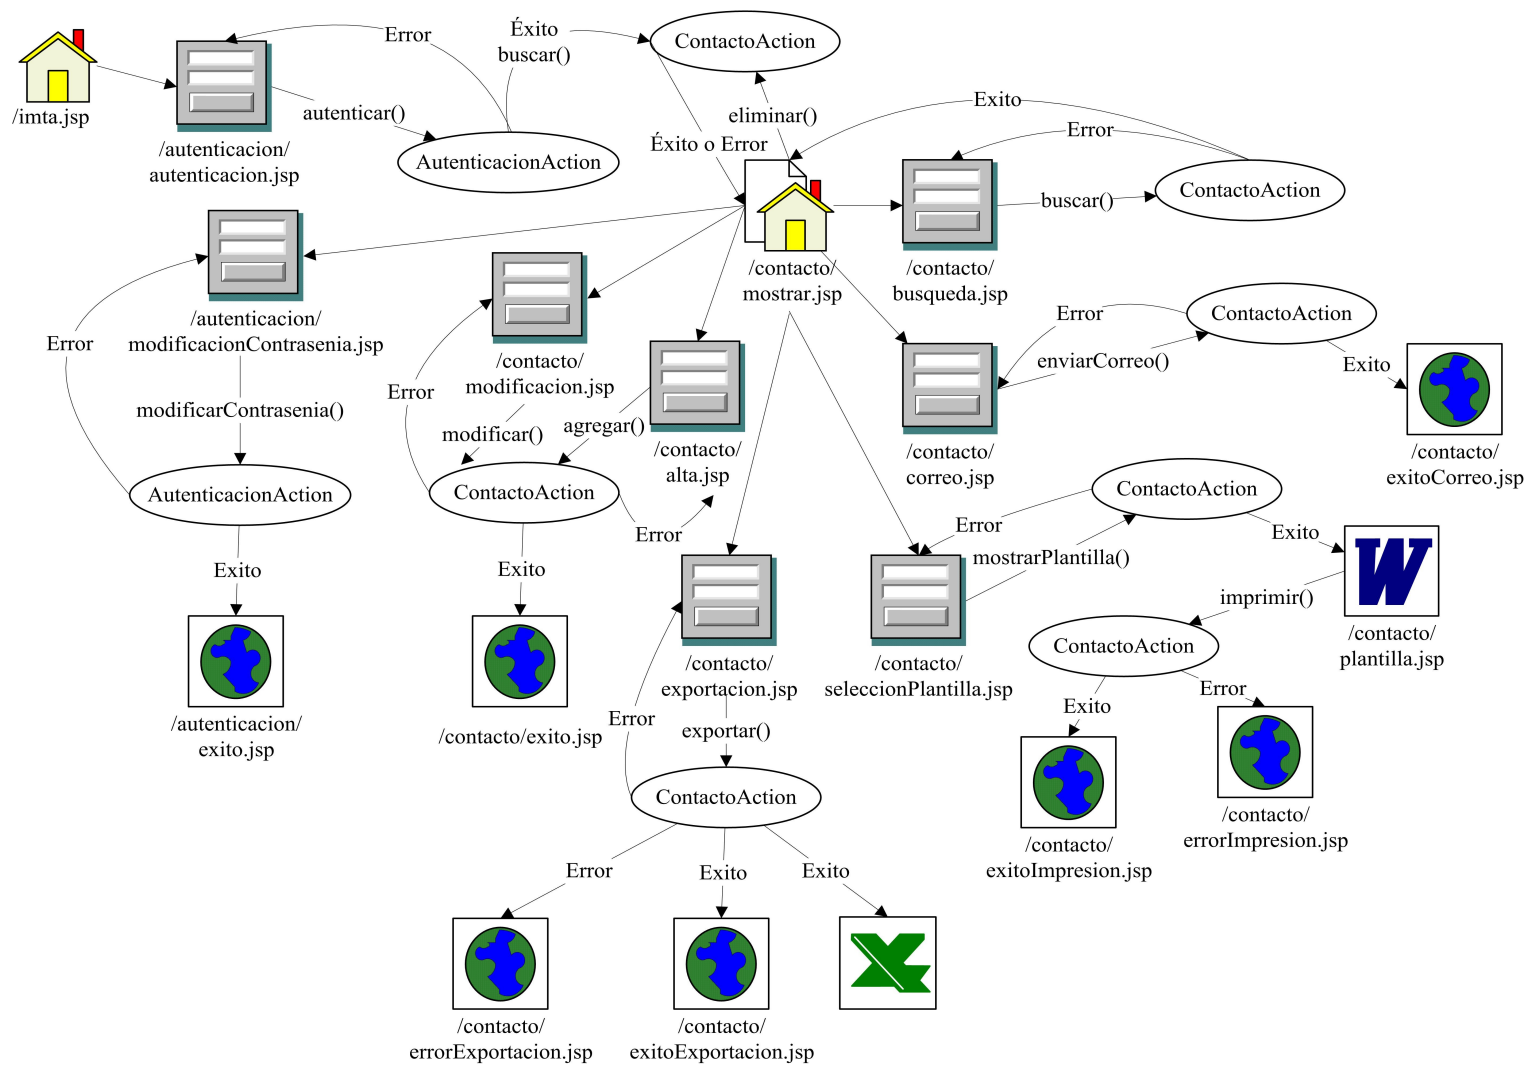 Error
Éxito
buscar()
ContactoAction
/imta.jsp
autenticar()
eliminar()
Exito
Error
/autenticacion/
autenticacion.jsp
AutenticacionAction
Éxito o Error
buscar()
ContactoAction
/contacto/
mostrar.jsp
/contacto/
busqueda.jsp
/autenticacion/
modificacionContrasenia.jsp
Error
modificarContrasenia()
AutenticacionAction
Exito
/autenticacion/
exito.jsp
/contacto/
modificacion.jsp
Error
modificar()
agregar()
/contacto/
alta.jsp
ContactoAction
Error
Exito
/contacto/exito.jsp
Error
ContactoAction
enviarCorreo()
Exito
/contacto/
correo.jsp
/contacto/
exitoCorreo.jsp
ContactoAction
Error
Exito
mostrarPlantilla()
imprimir()
/contacto/
plantilla.jsp
/contacto/
seleccionPlantilla.jsp
ContactoAction
Exito
Error
/contacto/
exitoImpresion.jsp
/contacto/
errorImpresion.jsp
/contacto/
exportacion.jsp
Error
exportar()
ContactoAction
Error
Exito
Exito
/contacto/
errorExportacion.jsp
/contacto/
exitoExportacion.jsp